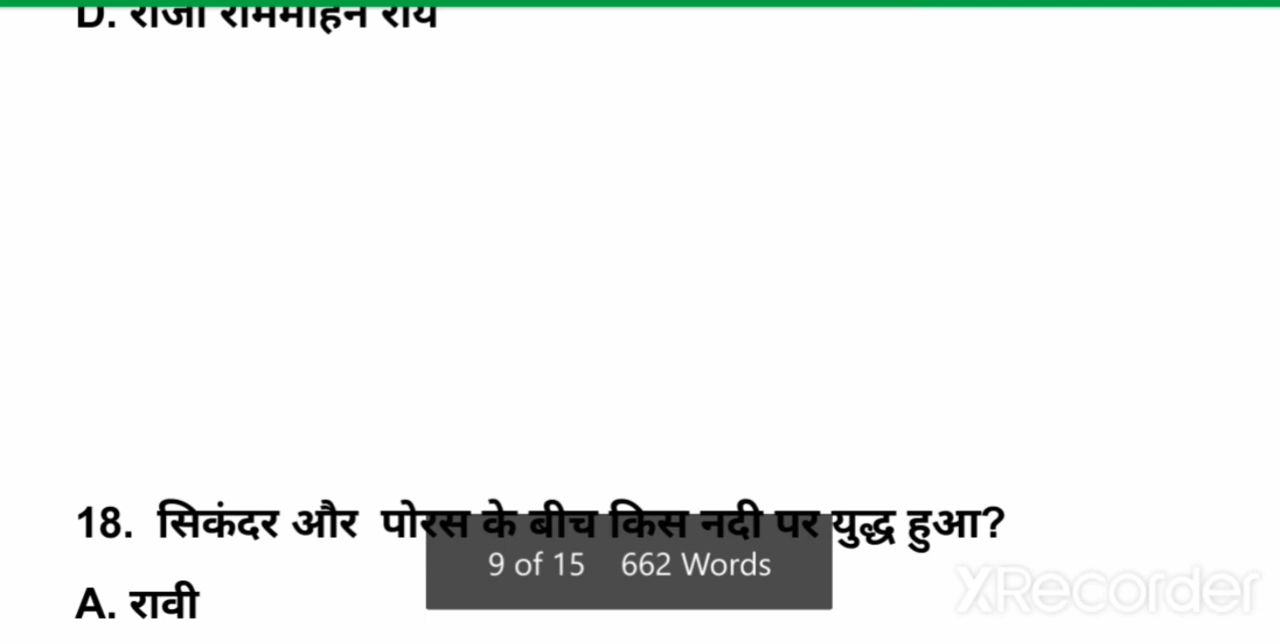 D. राजा राममोहन राय
18. सिकंदर और पोरस के बीच किस नदी पर युद्ध हुआ?
9 of 15 662 Words
A. रावी
XRecorder